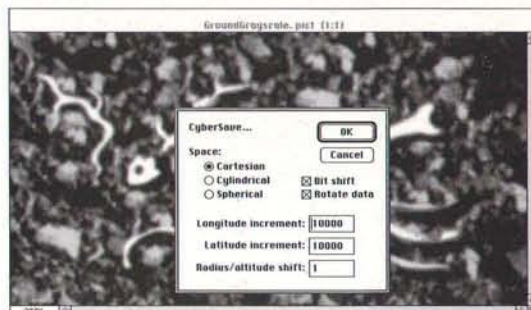 GroundGrayscale.pict (1:1)
CyberSave...
OK
Space:
Cancel
Cartesian
Cylindrical
Bit shift
Spherical
Rotate data
Longitude increment: 10000
Latitude increment: 10000
Radius/altitude shift: 1